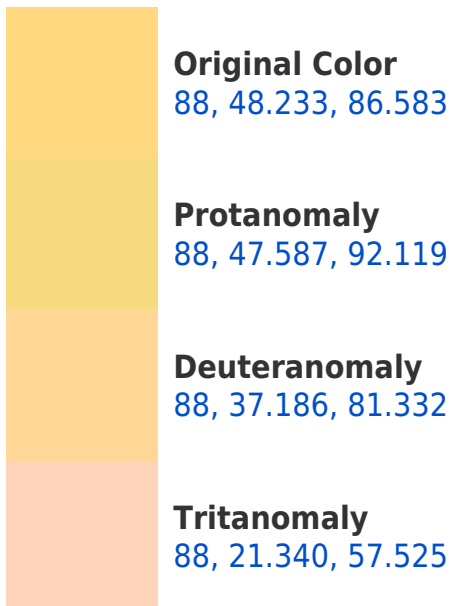 Original Color
88, 48.233, 86.583
Protanomaly
88, 47.587, 92.119
Deuteranomaly
88, 37.186, 81.332
Tritanomaly
88, 21.340, 57.525